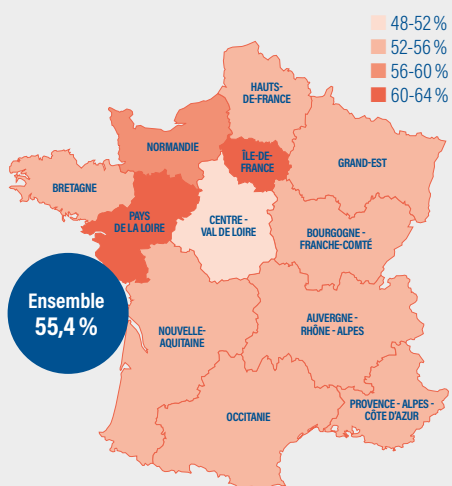 48-52 %
52-56 %
56-60 %
60-64 %
HAUTS-
DE-FRANCE
NORMANDIE
ÎLE-DE-
FRANCE
GRAND-EST
BRETAGNE
PAYS
DE LA LOIRE
CENTRE -
VAL DE LOIRE
BOURGOGNE -
FRANCHE-COMTÉ
Ensemble
55,4 %
NOUVELLE-
AQUITAINE
AUVERGNE -
RHÔNE - ALPES
OCCITANIE
PROVENCE - ALPES -
CÔTE D'AZUR